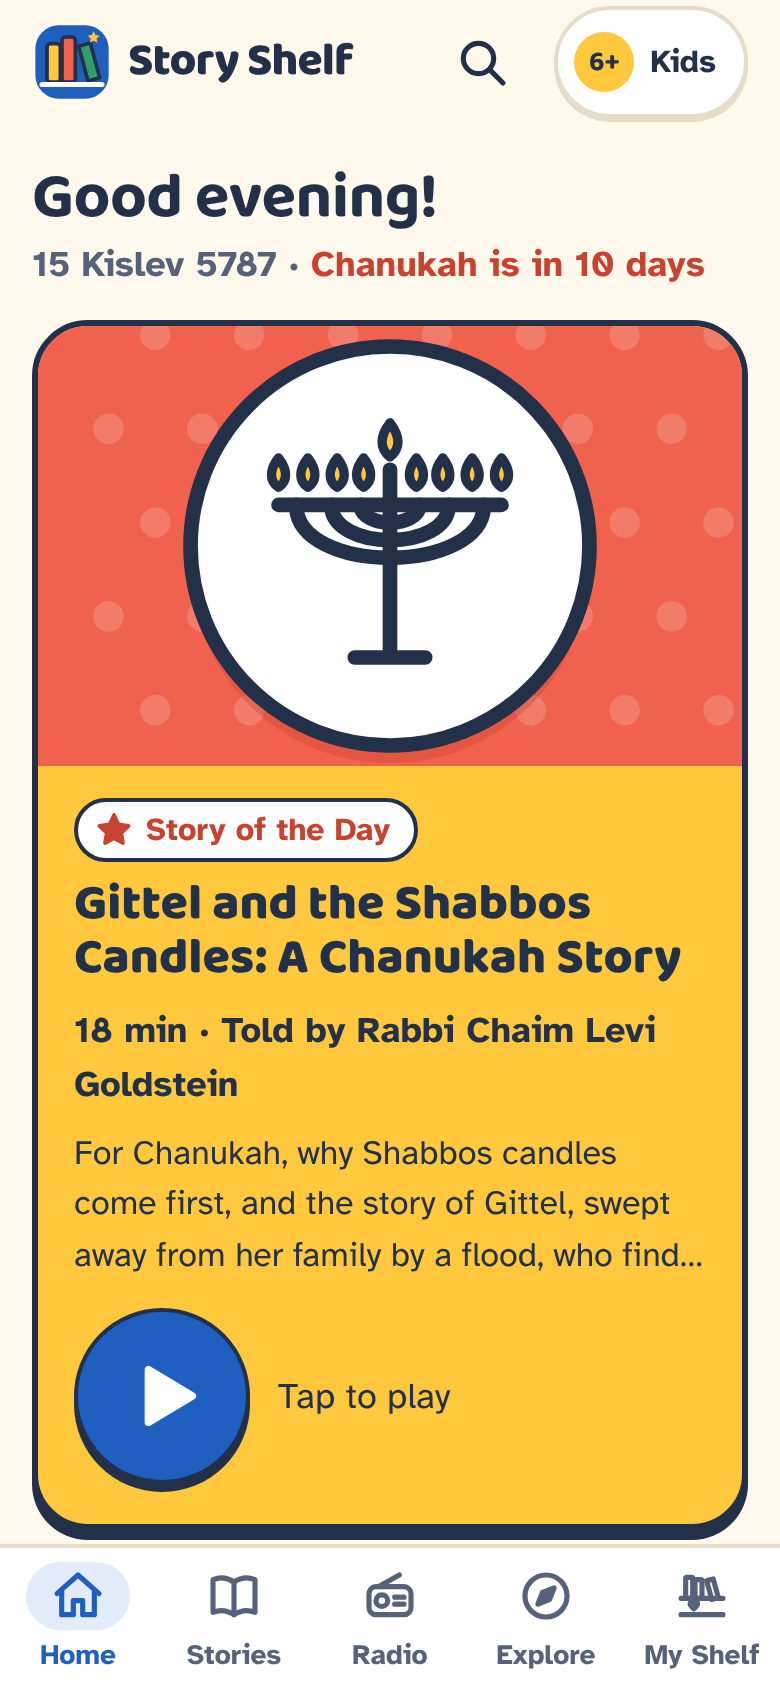 Story Shelf
6+ Kids
Good evening!
15 Kislev 5787 · Chanukah is in 10 days
Story of the Day
Gittel and the Shabbos
Candles: A Chanukah Story
18 min · Told by Rabbi Chaim Levi
Goldstein
For Chanukah, why Shabbos candles
come first, and the story of Gittel, swept
away from her family by a flood, who find...
Tap to play
Home
Stories
Radio
Explore
My Shelf